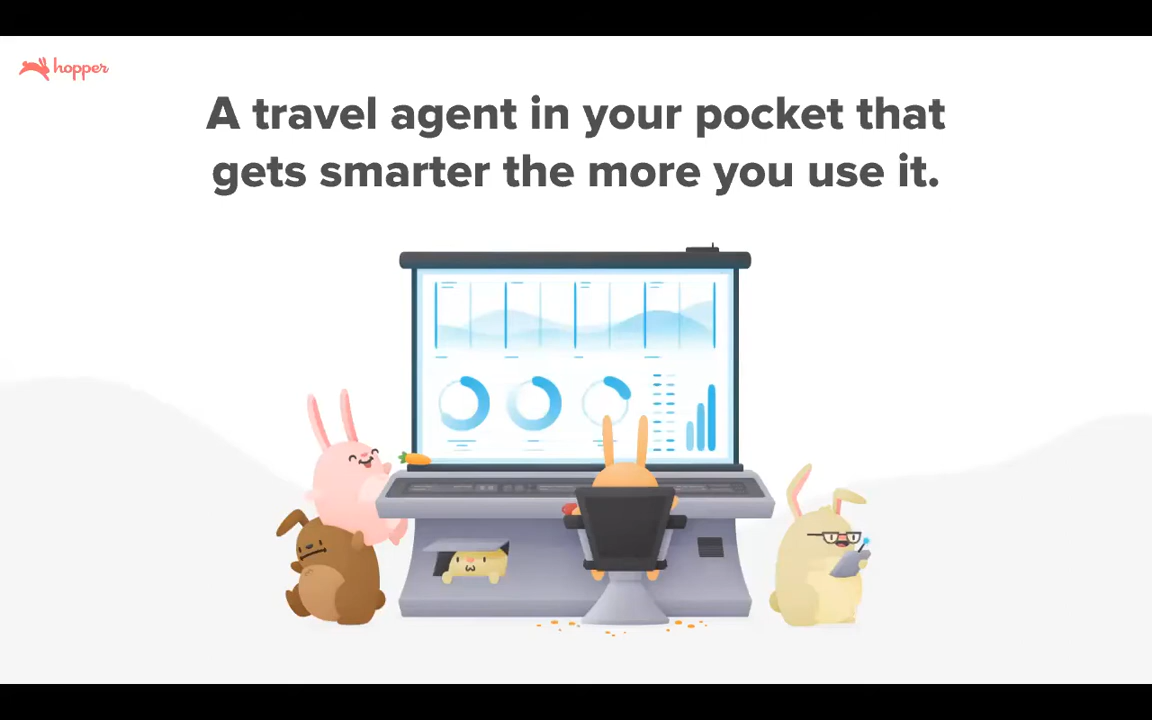 hopper
A travel agent in your pocket that
gets smarter the more you use it.